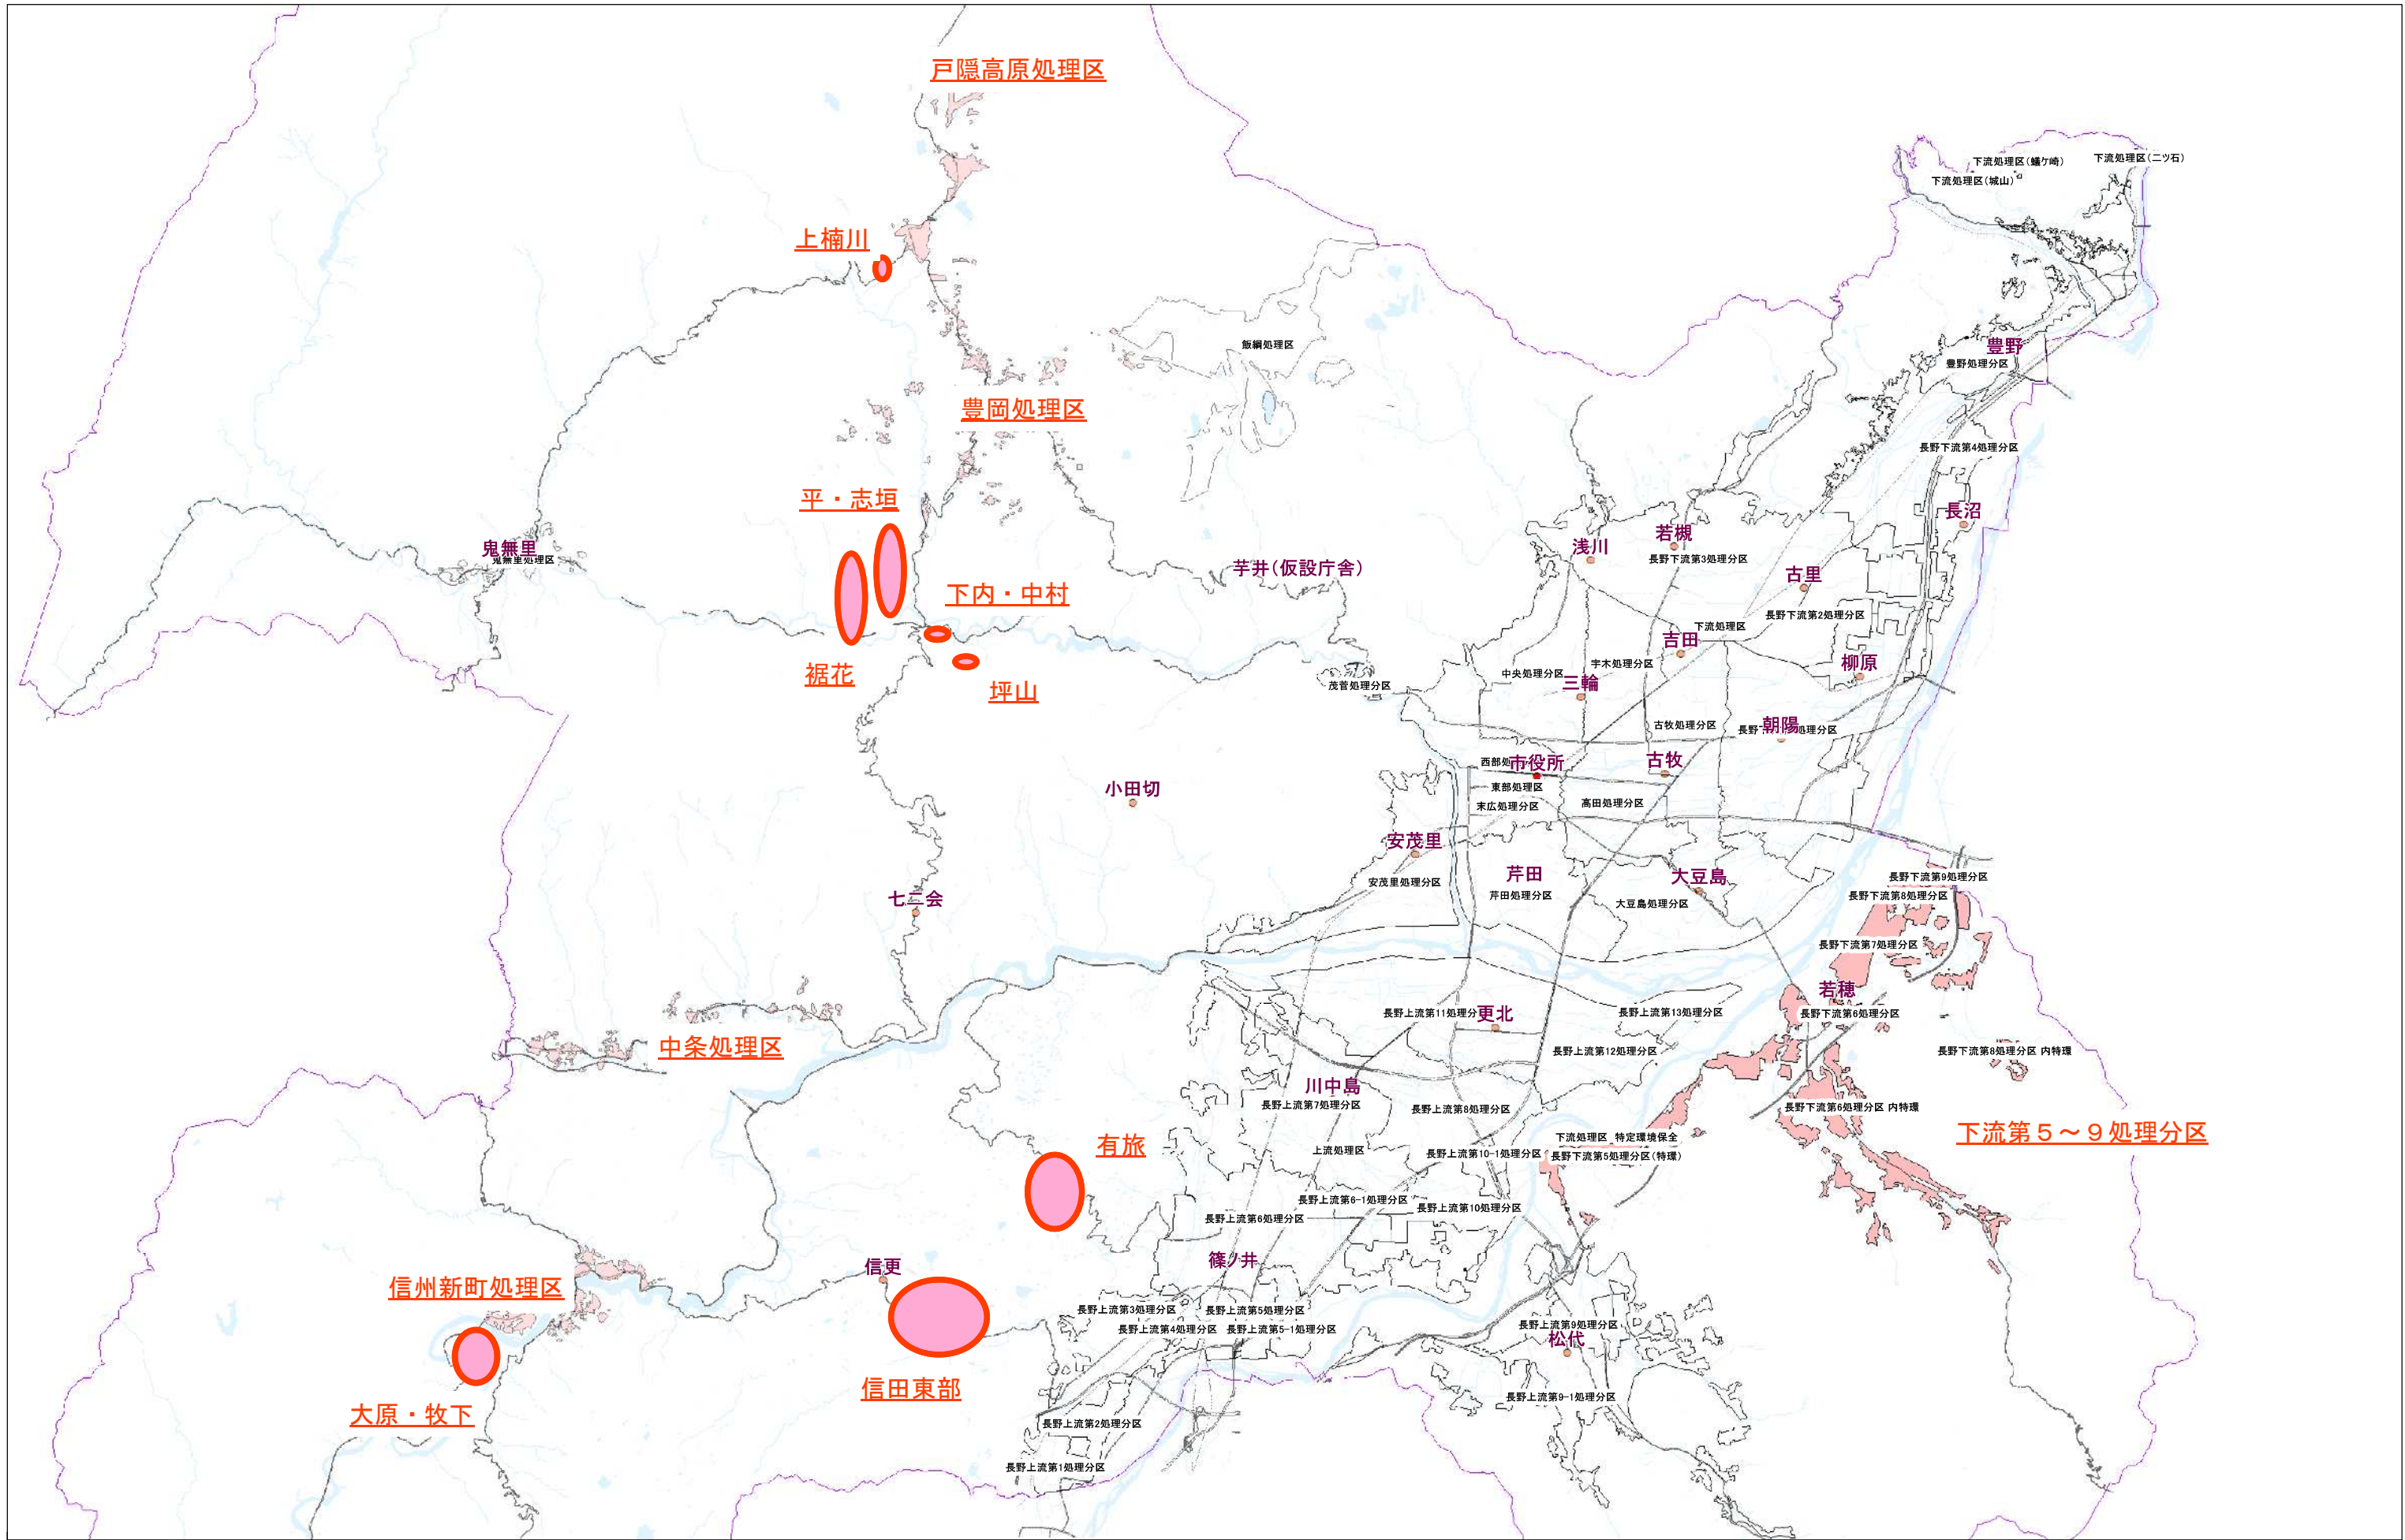 戸隠高原処理区
下流処理区(蟻ケ崎)
下流処理区(二ツ石)
下流処理区(城山)
上楠川
飯綱処理区
豊野
豊野処理分区
豊岡処理区
長野下流第4処理分区
平・志垣
長沼
鬼無里
鬼無里処理区
芋井(仮設庁舎)
浅川
若槻
長野下流第3処理分区
古里
下内・中村
長野下流第2処理分区
下流処理区
吉田
裾花
坪山
茂菅処理分区
中央処理分区
宇木処理分区
三輪
柳原
古牧処理分区
朝陽
長野
処理分区
西部処
市役所
古牧
小田切
東部処理区
末広処理分区
高田処理分区
安茂里
安茂里処理分区
芹田
芹田処理分区
大豆島
大豆島処理分区
七二会
長野下流第9処理分区
長野下流第8処理分区
長野下流第7処理分区
若穂
長野下流第6処理分区
長野上流第11処理分
更北
長野上流第13処理分区
中条処理区
長野上流第12処理分区
長野下流第8処理分区 内特環
川中島
長野上流第7処理分区
長野上流第8処理分区
長野下流第6処理分区 内特環
下流第5～9処理分区
有旅
下流処理区 特定環境保全
上流処理区
長野上流第10-1処理分区
長野下流第5処理分区(特環)
長野上流第6-1処理分区
長野上流第10処理分区
長野上流第6処理分区
信更
篠ノ井
信州新町処理区
長野上流第3処理分区
長野上流第5処理分区
長野上流第4処理分区
長野上流第5-1処理分区
長野上流第9処理分区
松代
信田東部
大原・牧下
長野上流第9-1処理分区
長野上流第2処理分区
長野上流第1処理分区